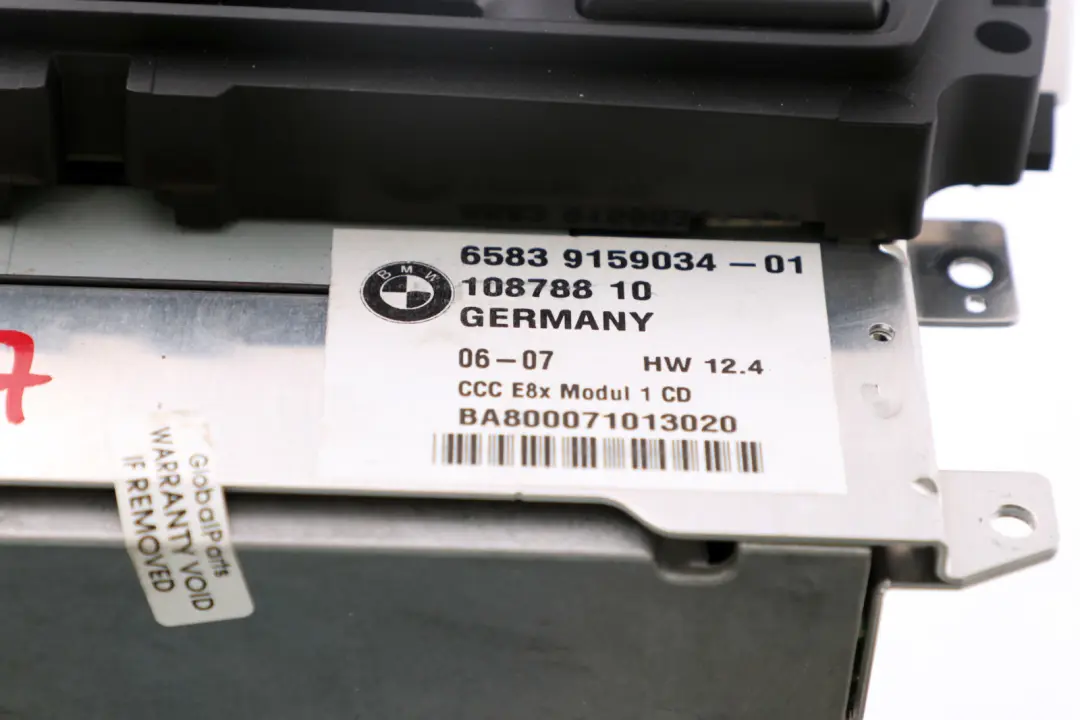 6583 9159034-01
BMW
108788 10
GERMANY
06-07 HW 12.4
CCC E8x Modul 1 CD
BA800071013020
7
GlobalParts
WARRANTY VOID
IF REMOVED